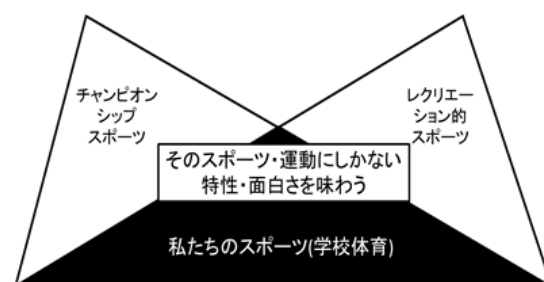 チャンピオン
シップ
スポーツ
レクリエー
ション的
スポーツ
そのスポーツ・運動にしかない
特性・面白さを味わう
私たちのスポーツ(学校体育)